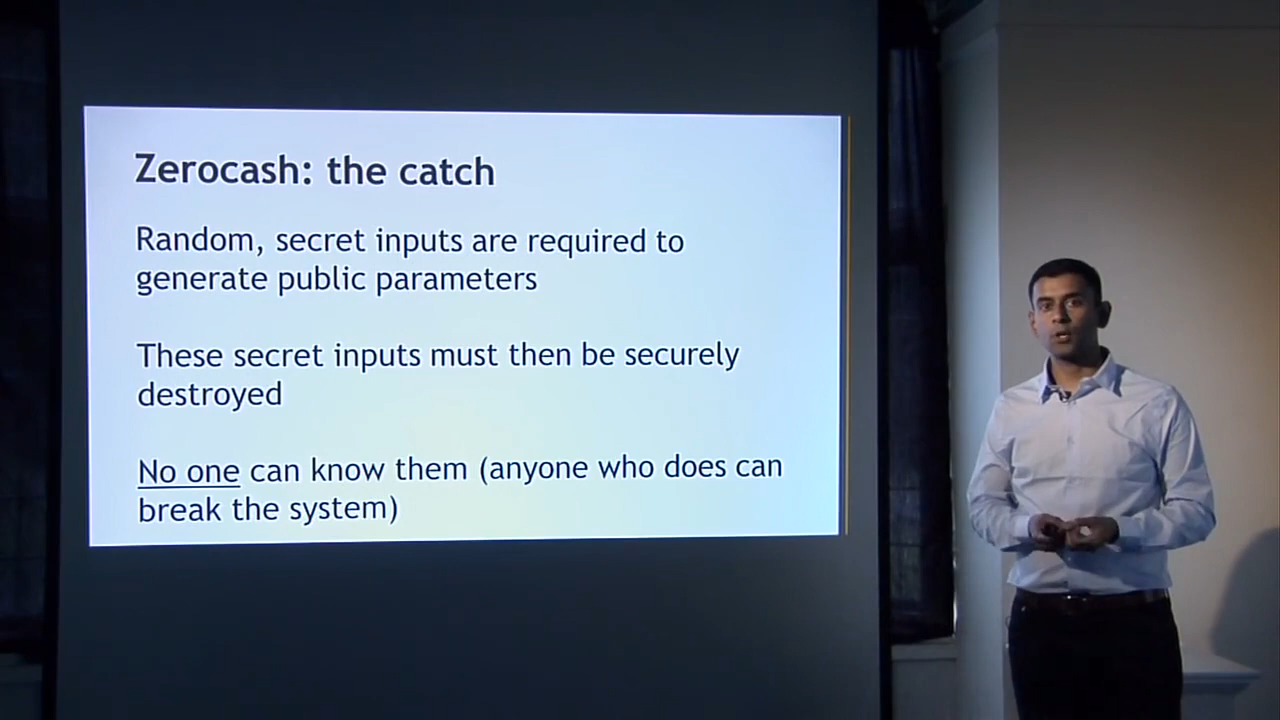 Zerocash: the catch
Random, secret inputs are required to
generate public parameters
These secret inputs must then be securely
destroyed
No one can know them (anyone who does can
break the system)